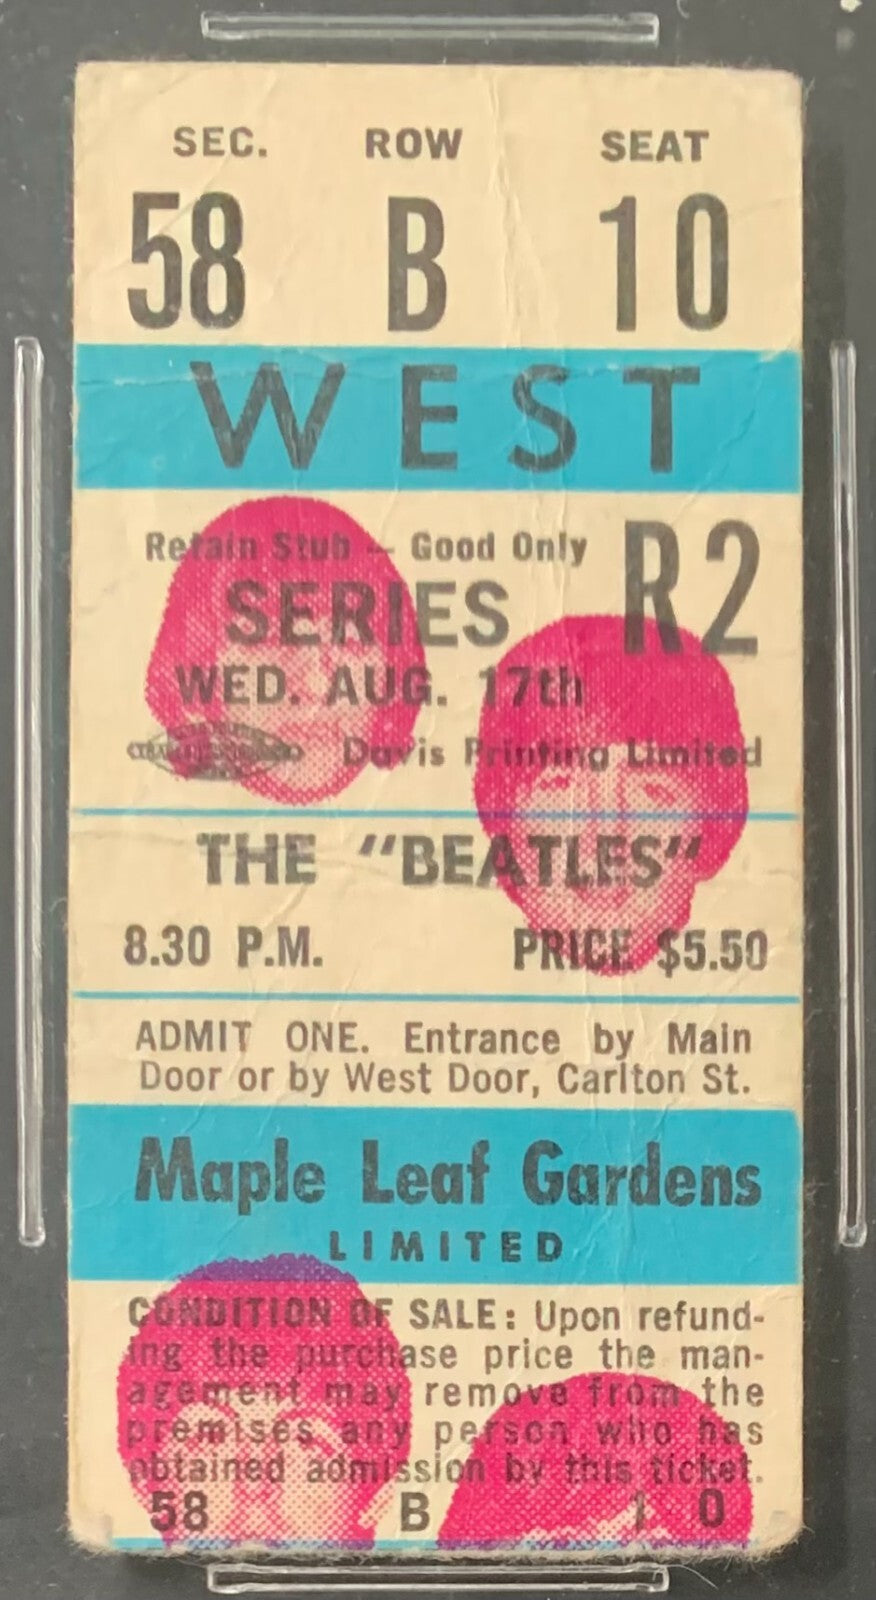 SEC. ROW SEAT
58 B 10
WEST
Retain Stub — Good Only
SERIES R2
WED. AUG. 17th
Davis Printing Limited
THE "BEATLES"
8.30 P.M. PRICE $5.50
ADMIT ONE. Entrance by Main
Door or by West Door, Carlton St.
Maple Leaf Gardens
LIMITED
CONDITION OF SALE: Upon refund-
ing the purchase price the man-
agement may remove from the
premises any person who has
obtained admission by this ticket.
58 B 1 0